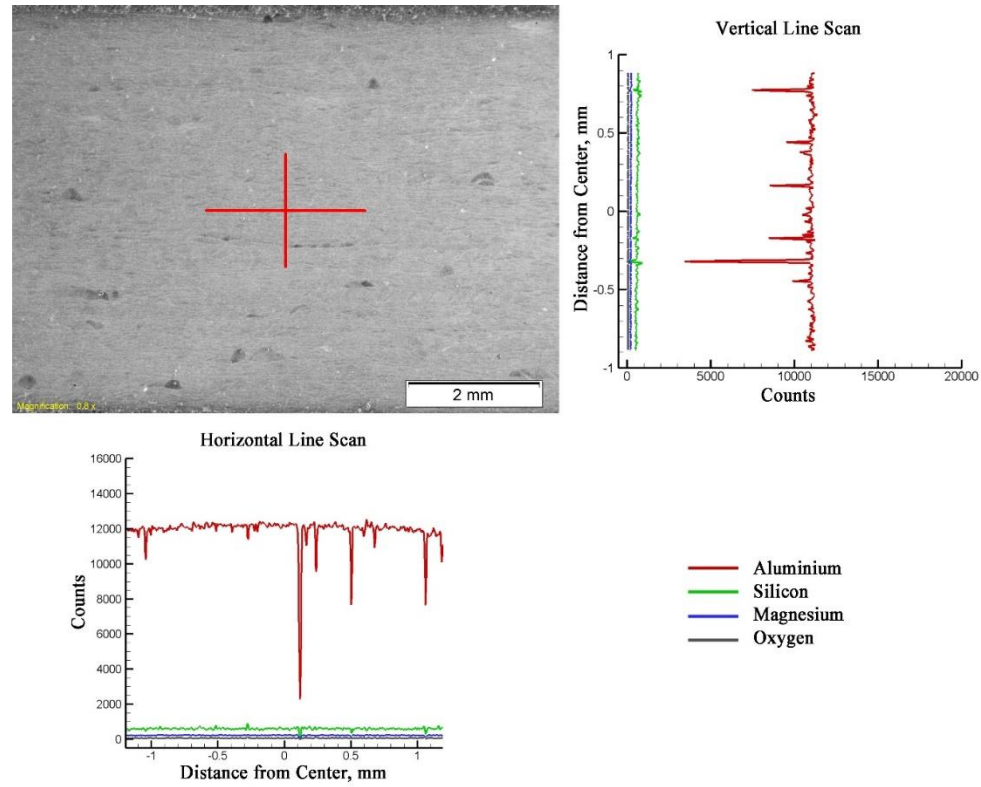 Magnification: 0.8 x
2 mm
Vertical Line Scan
Distance from Center, mm
1
0.5
0
-0.5
-1
0
5000
10000
15000
20000
Counts
Horizontal Line Scan
Counts
16000
14000
12000
10000
8000
6000
4000
2000
0
-1
-0.5
0
0.5
1
Distance from Center, mm
Aluminium
Silicon
Magnesium
Oxygen